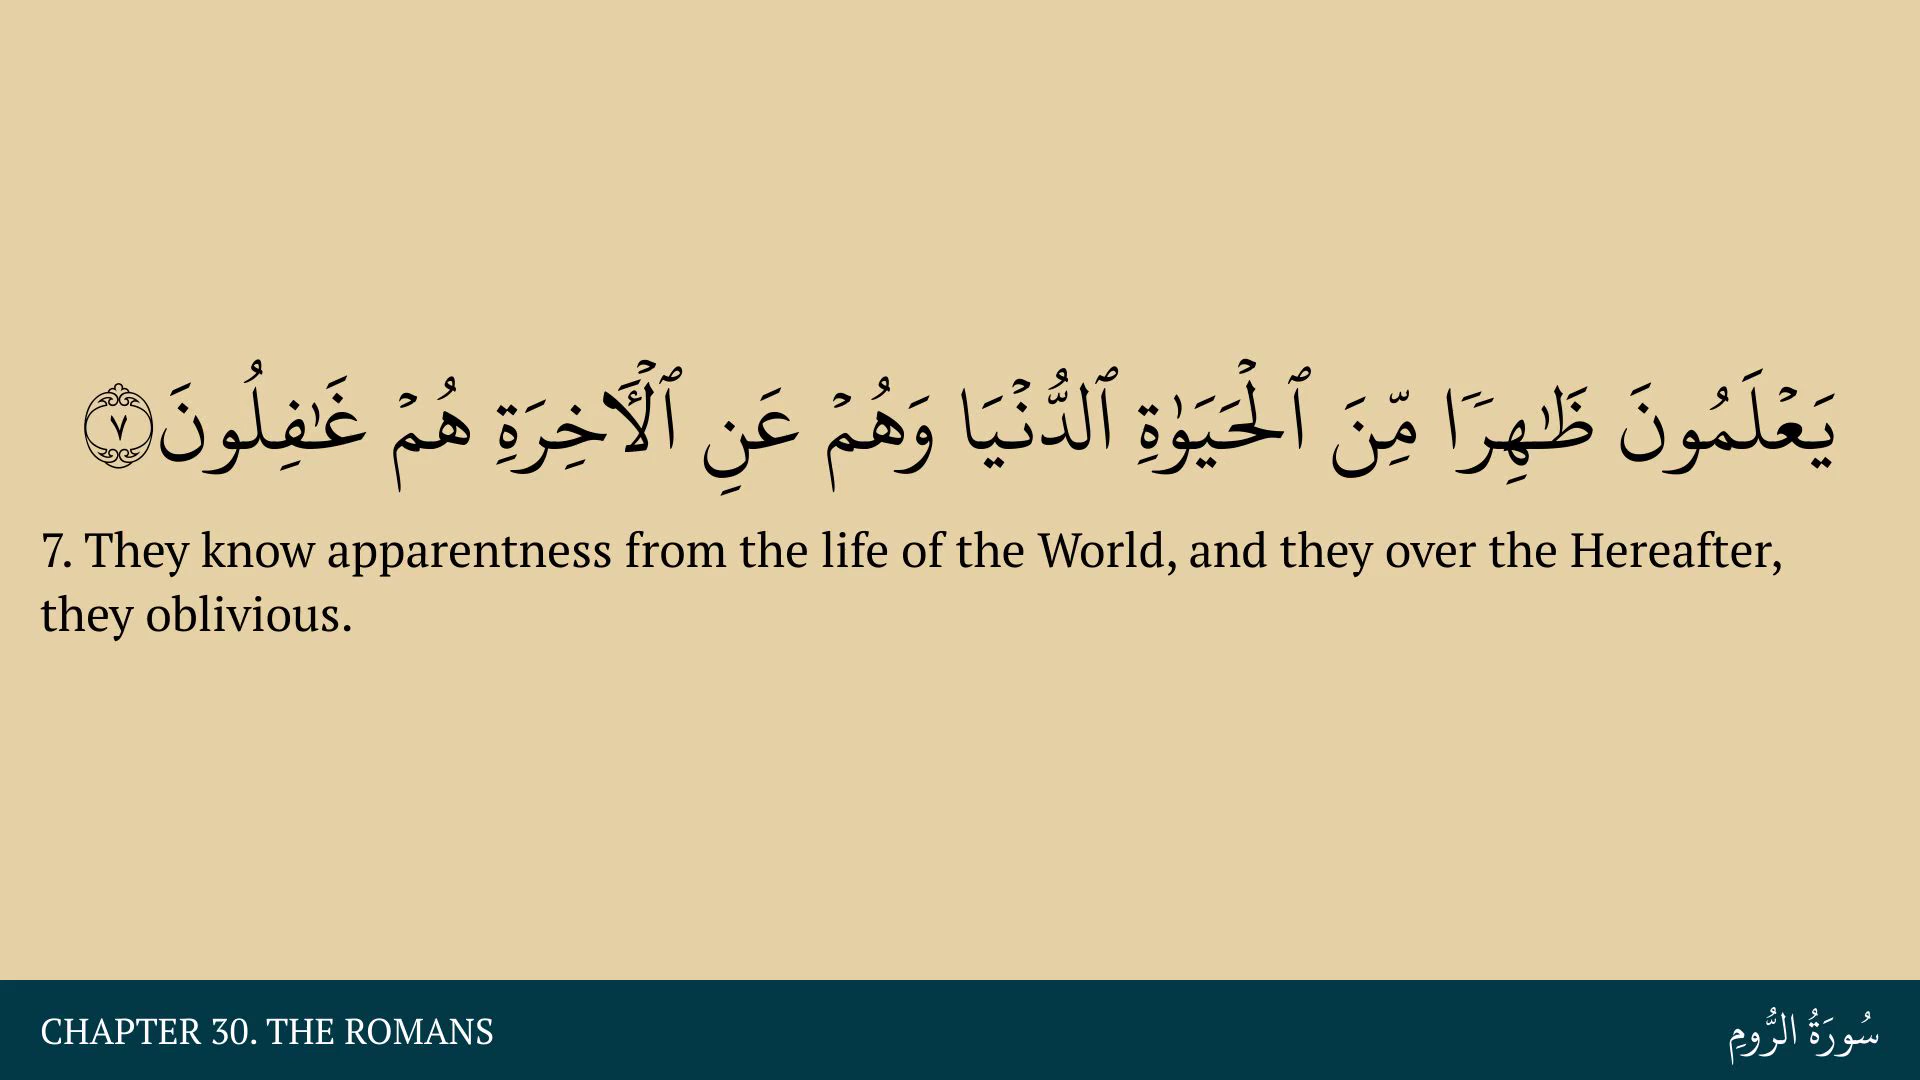 يَعۡلَمُونَ ظَٰهِرٗا مِّنَ ٱلۡحَيَوٰةِ ٱلدُّنۡيَا وَهُمۡ عَنِ ٱلۡأٓخِرَةِ هُمۡ غَٰفِلُونَ ٧
7. They know apparentness from the life of the World, and they over the Hereafter,
they oblivious.
CHAPTER 30. THE ROMANS
سُورَةُ الرُّومِ